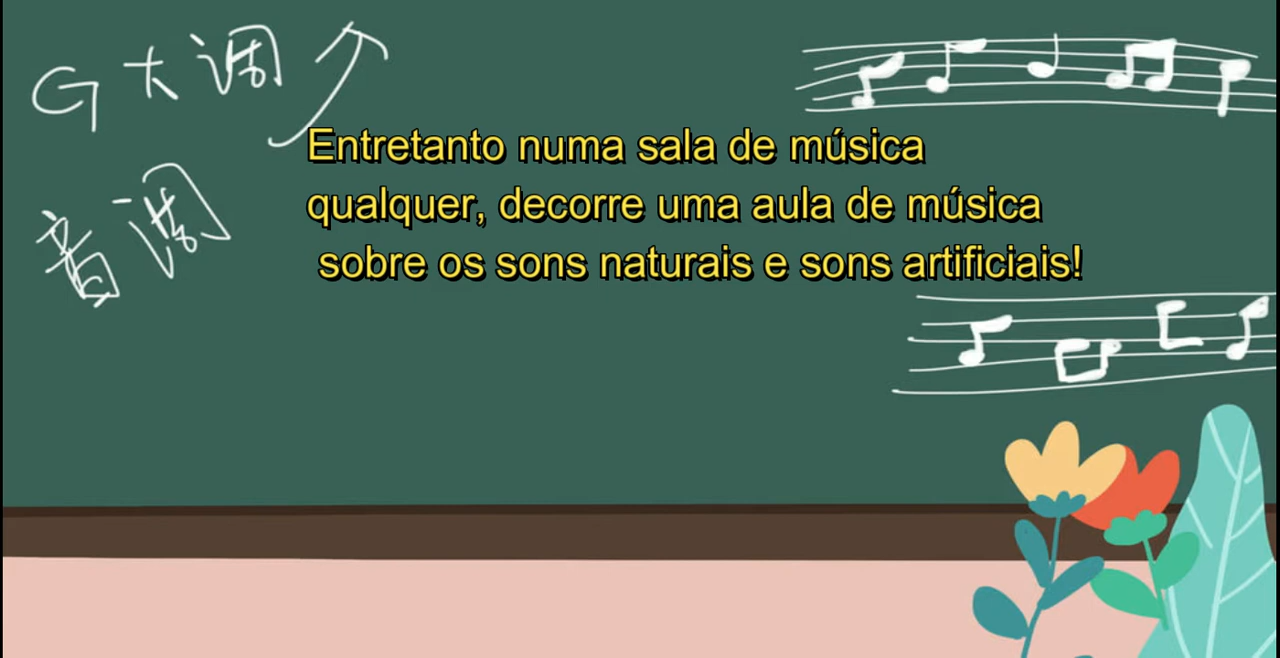 G大调
音调
Entretanto numa sala de música
qualquer, decorre uma aula de música
sobre os sons naturais e sons artificiais!